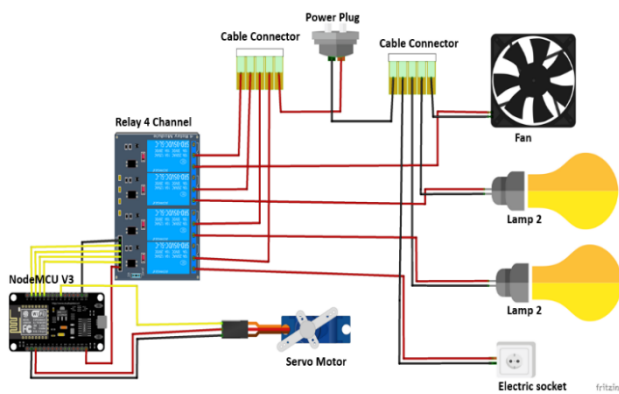 Power Plug
Cable Connector
Cable Connector
Relay 4 Channel
Fan
Lamp 2
NodeMCU V3
Lamp 2
Servo Motor
Electric socket
fritzin